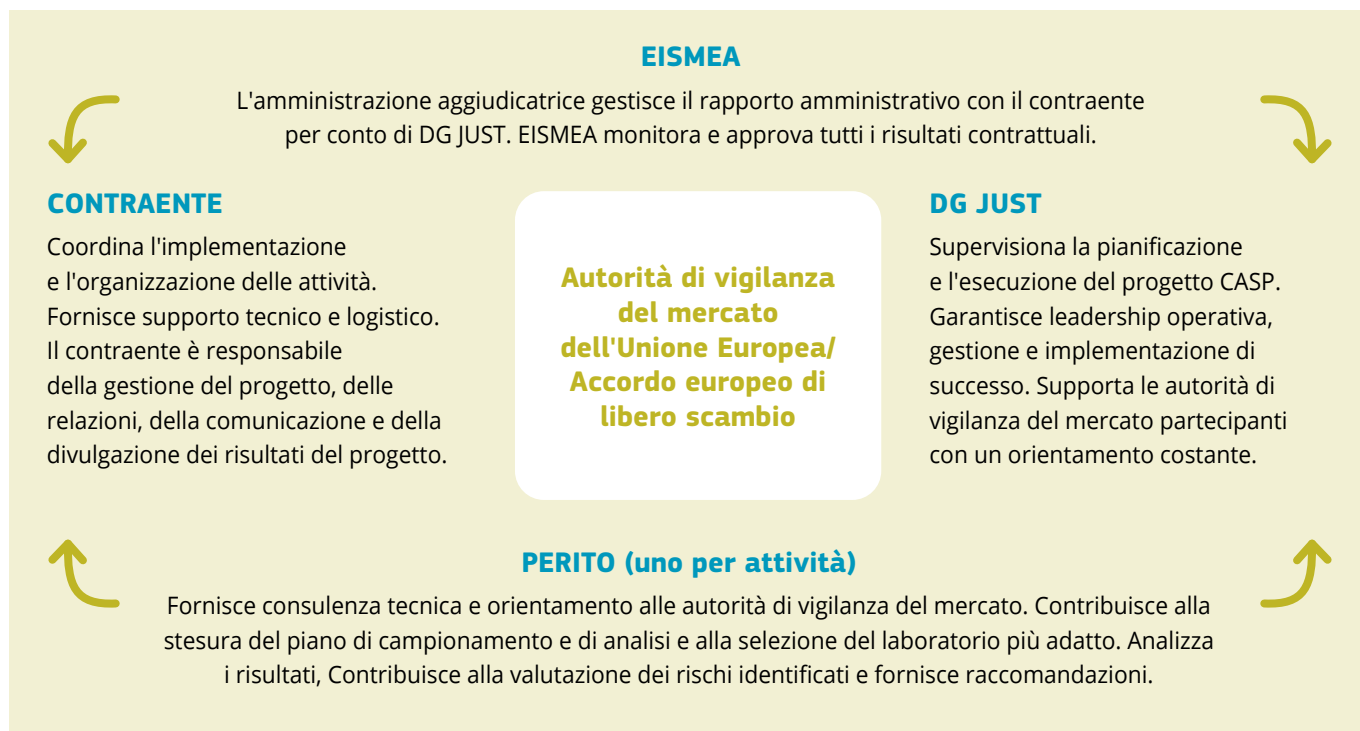 EISMEA
L'amministrazione aggiudicatrice gestisce il rapporto amministrativo con il contraente
per conto di DG JUST. EISMEA monitora e approva tutti i risultati contrattuali.
CONTRAENTE
Coordina l'implementazione
e l'organizzazione delle attività.
Fornisce supporto tecnico e logistico.
Il contraente è responsabile
della gestione del progetto, delle
relazioni, della comunicazione e della
divulgazione dei risultati del progetto.
Autorità di vigilanza
del mercato
dell'Unione Europea/
Accordo europeo di
libero scambio
DG JUST
Supervisiona la pianificazione
e l'esecuzione del progetto CASP.
Garantisce leadership operativa,
gestione e implementazione di
successo. Supporta le autorità di
vigilanza del mercato partecipanti
con un orientamento costante.
PERITO (uno per attività)
Fornisce consulenza tecnica e orientamento alle autorità di vigilanza del mercato. Contribuisce alla
stesura del piano di campionamento e di analisi e alla selezione del laboratorio più adatto. Analizza
i risultati, Contribuisce alla valutazione dei rischi identificati e fornisce raccomandazioni.